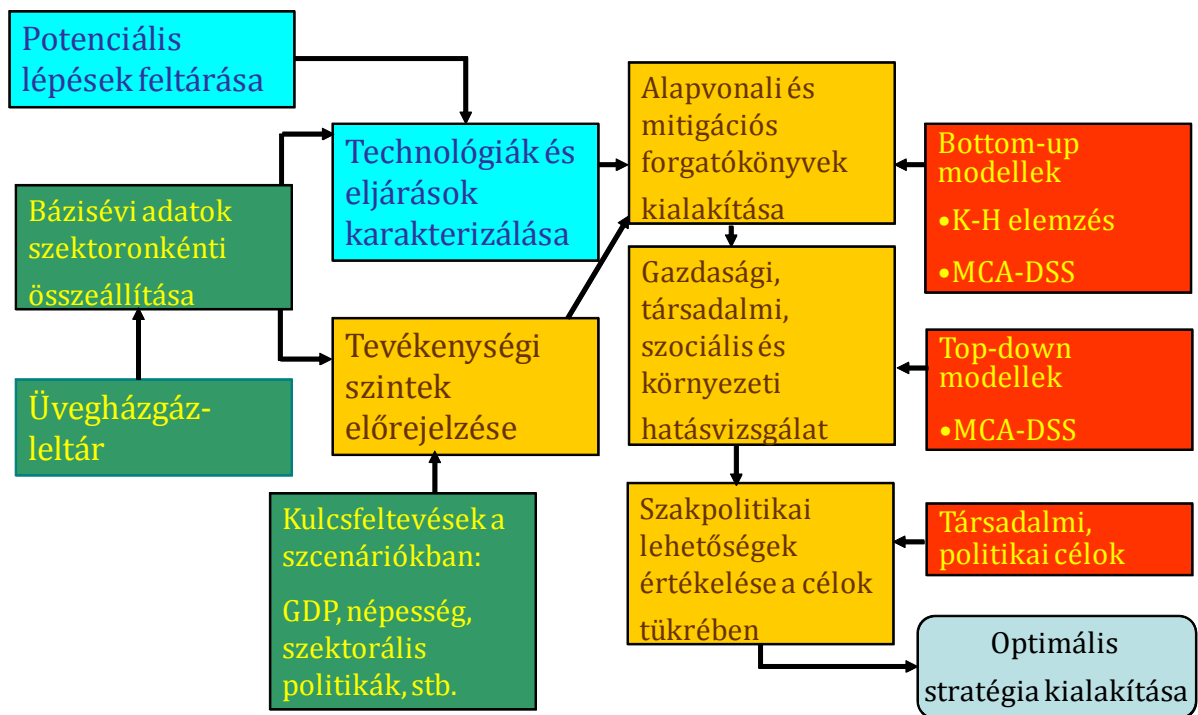 Potenciális
lépések feltárása
Technológiák és
eljárások
karakterizálása
Bázisévi adatok
szektoronkénti
összeállítása
Üvegházgáz-
leltár
Tevékenységi
szintek
előrejelzése
Kulcsfeltevések a
szcenáriókban:
GDP, népesség,
szektorális
politikák, stb.
Alapvonali és
mitigációs
forgatókönyvek
kialakítása
Gazdasági,
társadalmi,
szociális és
környezeti
hatásvizsgálat
Szakpolitikai
lehetőségek
értékelése a célok
tükrében
Bottom-up
modellek
•K-H elemzés
•MCA-DSS
Top-down
modellek
•MCA-DSS
Társadalmi,
politikai célok
Optimális
stratégia kialakítása